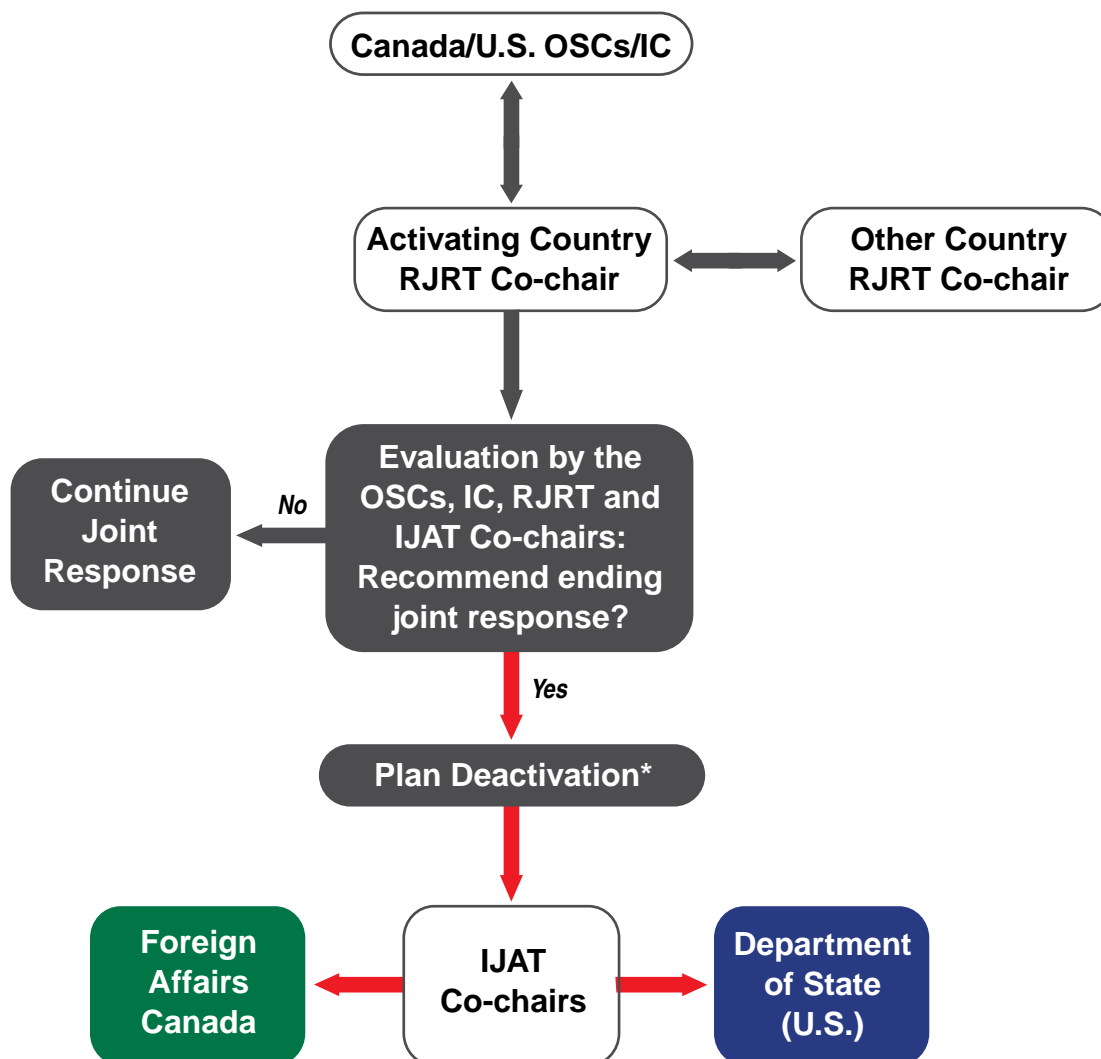 Canada/U.S. OSCs/IC
Activating Country
RJRT Co-chair
Other Country
RJRT Co-chair
Evaluation by the
OSCs, IC, RJRT and
IJAT Co-chairs:
Recommend ending
joint response?
No
Continue
Joint
Response
Yes
Plan Deactivation*
Foreign
Affairs
Canada
IJAT
Co-chairs
Department
of State
(U.S.)